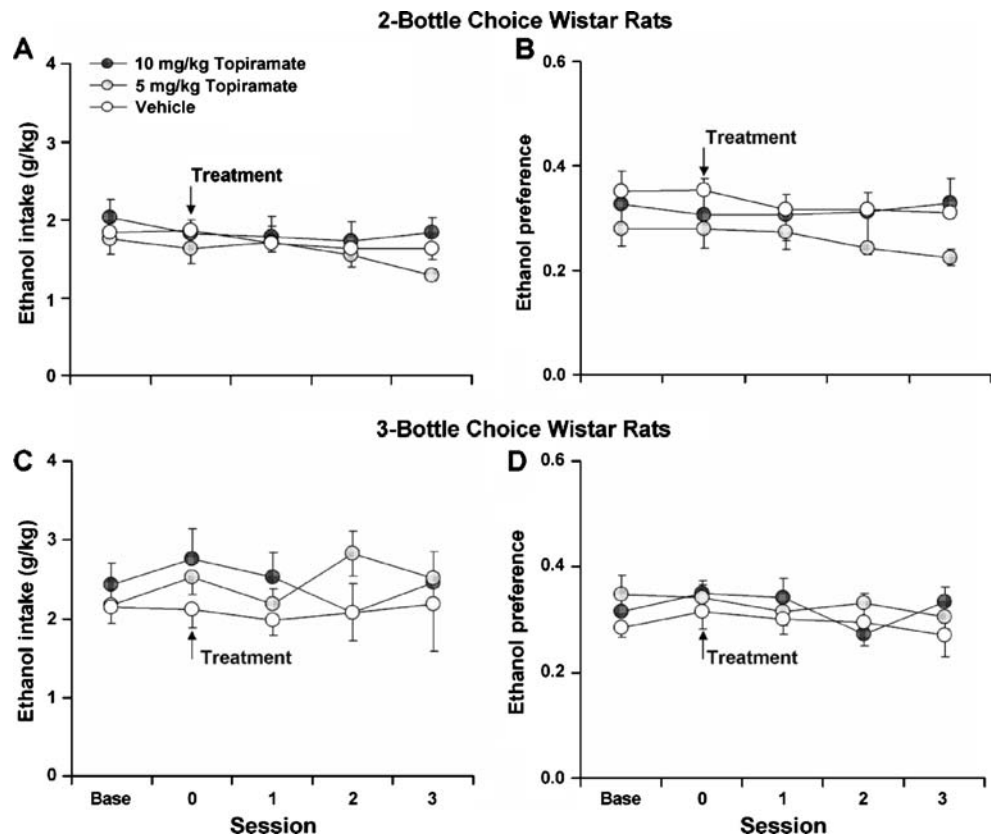 2-Bottle Choice Wistar Rats
A
4
3
2
1
0
Ethanol intake (g/kg)
10 mg/kg Topiramate
5 mg/kg Topiramate
Vehicle
Treatment
B
0.6
0.4
0.2
0.0
Ethanol preference
Treatment
3-Bottle Choice Wistar Rats
C
4
3
2
1
0
Ethanol intake (g/kg)
Treatment
Base 0 1 2 3
Session
D
0.6
0.4
0.2
0.0
Ethanol preference
Treatment
Base 0 1 2 3
Session